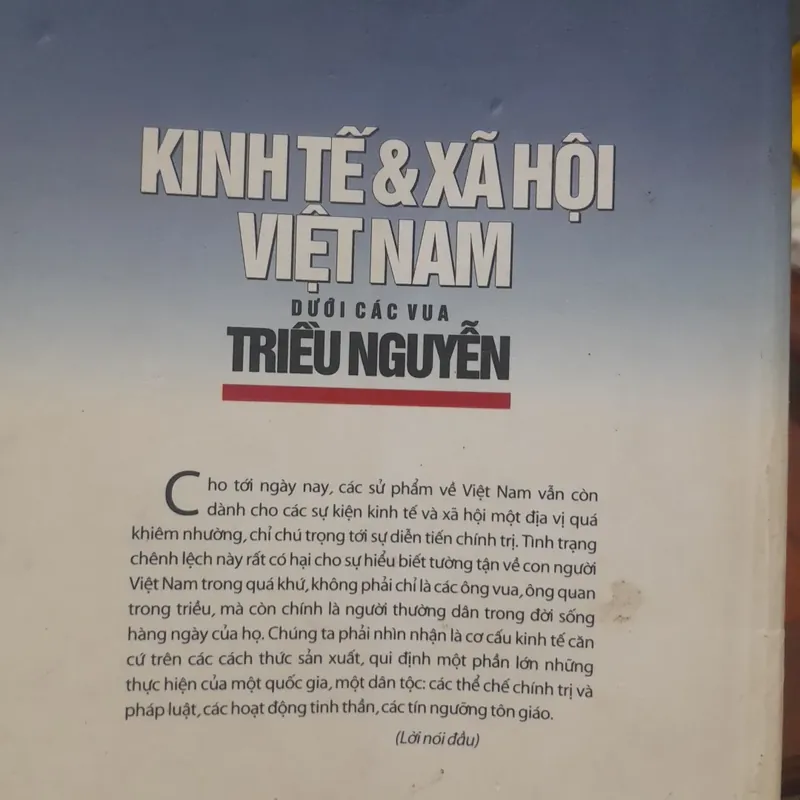 KINH TẾ & XÃ HỘI
VIỆT NAM
DƯỚI CÁC VUA
TRIỀU NGUYỄN
Cho tới ngày nay, các sử phẩm về Việt Nam vẫn còn
dành cho các sự kiện kinh tế và xã hội một địa vị quá
khiêm nhường, chỉ chú trọng tới sự diễn tiến chính trị. Tình trạng
chênh lệch này rất có hại cho sự hiểu biết tường tận về con người
Việt Nam trong quá khứ, không phải chỉ là các ông vua, ông quan
trong triều, mà còn chính là người thường dân trong đời sống
hàng ngày của họ. Chúng ta phải nhìn nhận là cơ cấu kinh tế căn
cứ trên các cách thức sản xuất, qui định một phần lớn những
thực hiện của một quốc gia, một dân tộc: các thể chế chính trị và
pháp luật, các hoạt động tinh thần, các tín ngưỡng tôn giáo.
(Lời nói đầu)